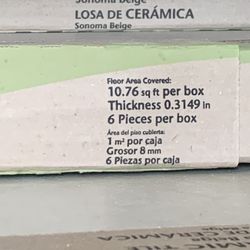 Sonoma Beige
LOSA DE CERÁMICA
Sonoma Beige
Floor Area Covered:
10.76 sq ft per box
Thickness 0.3149 in
6 Pieces per box
Área del piso cubierta:
1 m² por caja
Grosor 8 mm
6 Piezas por caja